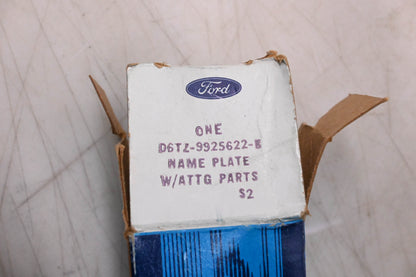 Ford
ONE
D6TZ-9925622-B
NAME PLATE
W/ATTG PARTS
S2